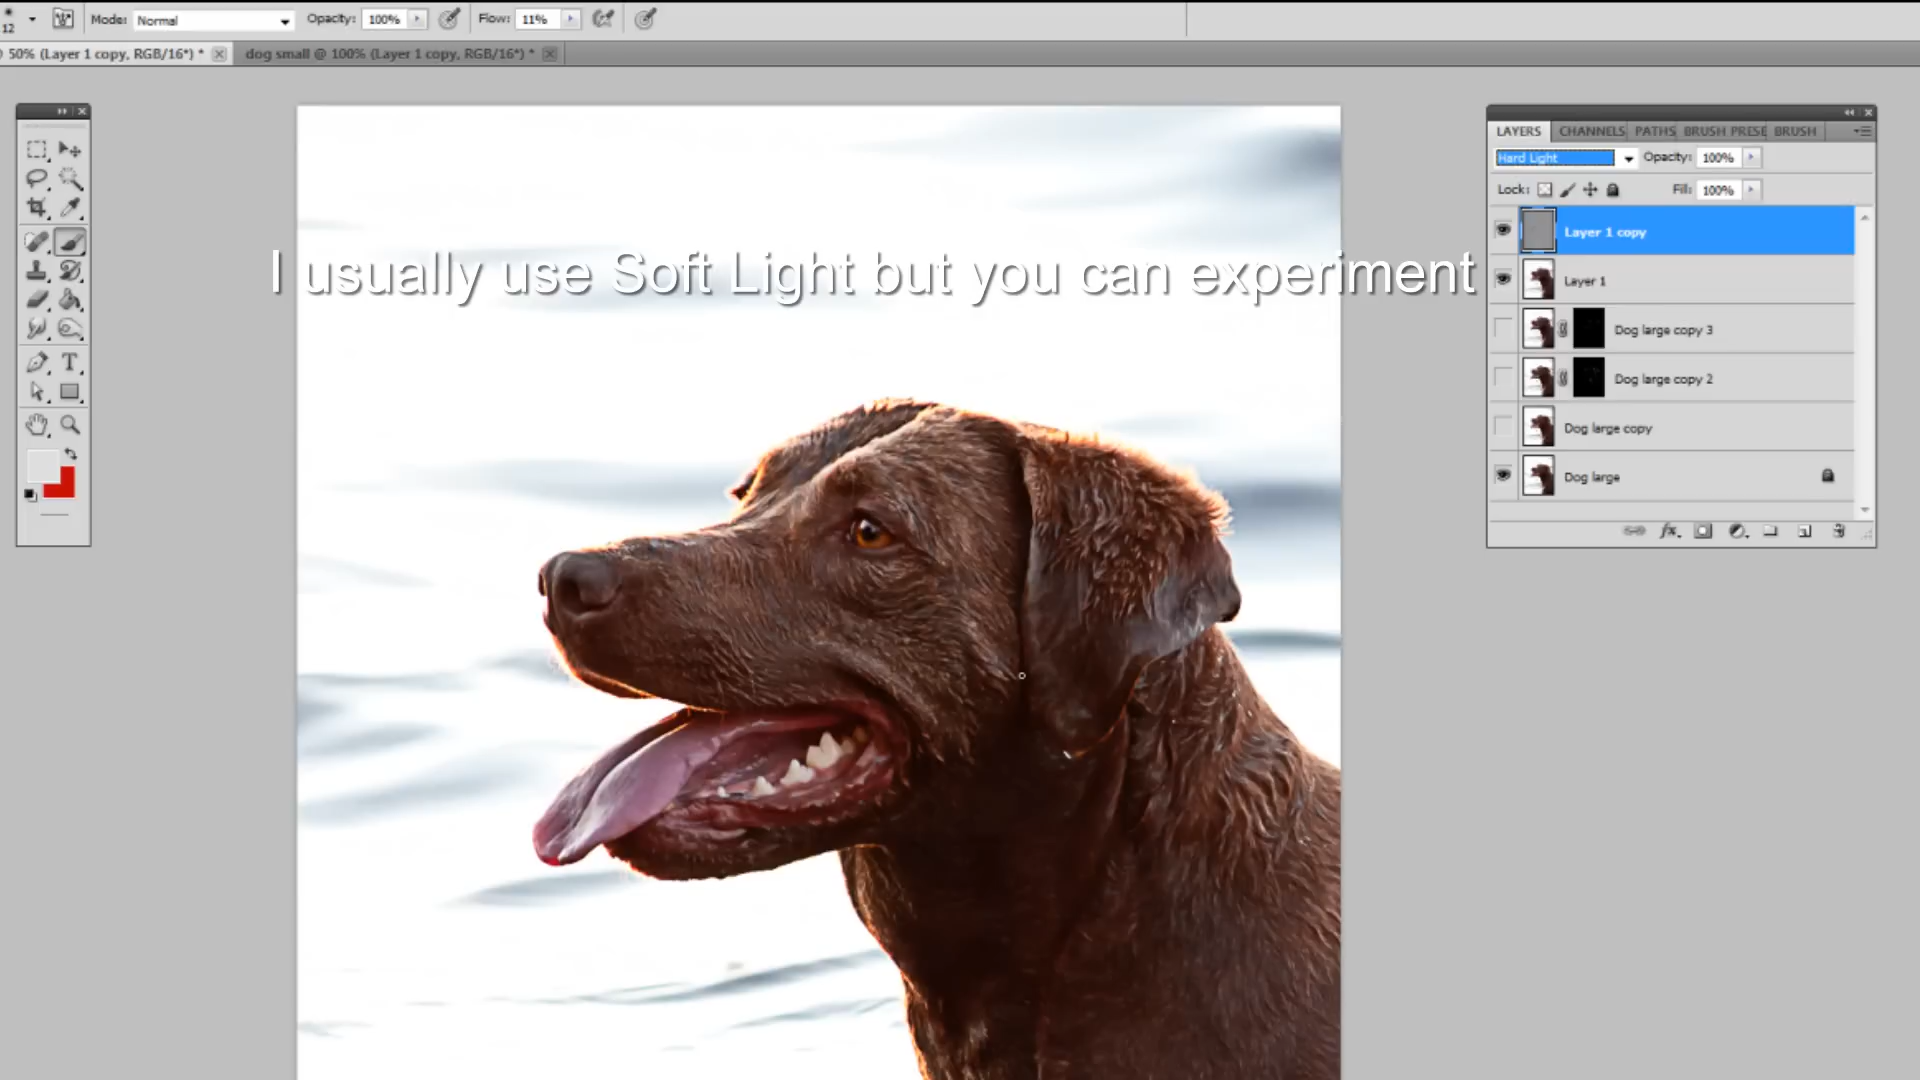 12 Mode: Normal Opacity: 100% Flow: 11%
50% (Layer 1 copy, RGB/16*) * dog small @ 100% (Layer 1 copy, RGB/16*) *
LAYERS CHANNELS PATHS BRUSH PRESE BRUSH
Hard Light Opacity: 100%
Lock: Fill: 100%
Layer 1 copy
I usually use Soft Light but you can experiment
Layer 1
Dog large copy 3
Dog large copy 2
Dog large copy
Dog large